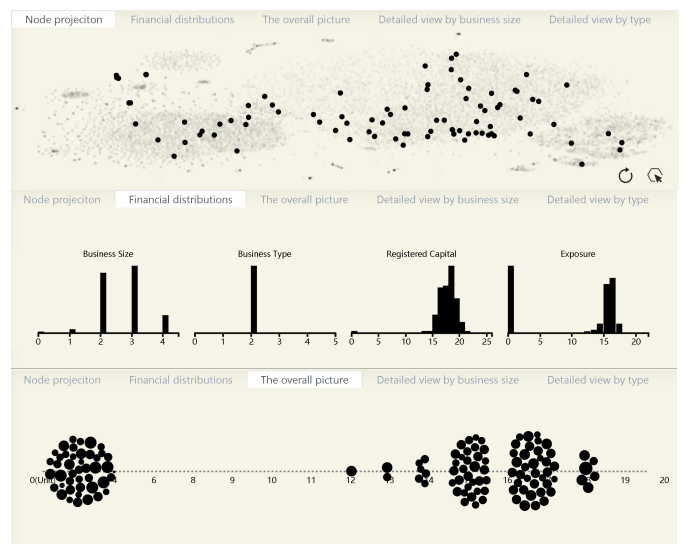 Node projeciton Financial distributions The overall picture Detailed view by business size Detailed view by type
Node projeciton Financial distributions The overall picture Detailed view by business size Detailed view by type
Business Size Business Type Registered Capital Exposure
0 1 2 3 4 0 1 2 3 4 5 0 5 10 15 20 25 0 5 10 15 20
Node projeciton Financial distributions The overall picture Detailed view by business size Detailed view by type
6 8 9 10 11 12 13 14 16 19 20